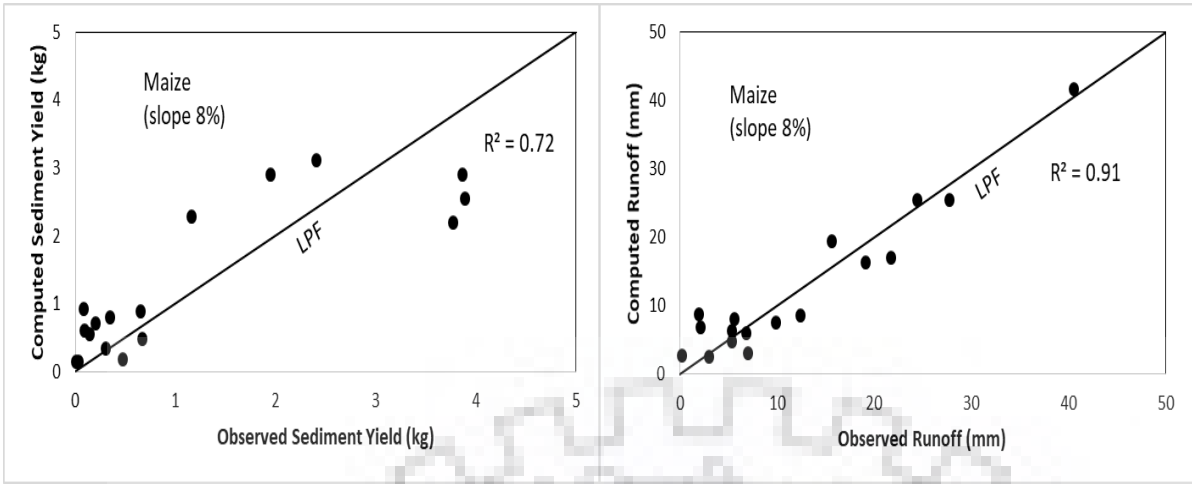 Computed Sediment Yield (kg)
5
4
3
2
1
0
Maize
(slope 8%)
R² = 0.72
LPF
0 1 2 3 4 5
Observed Sediment Yield (kg)
Computed Runoff (mm)
50
40
30
20
10
0
Maize
(slope 8%)
R² = 0.91
LPF
0 10 20 30 40 50
Observed Runoff (mm)